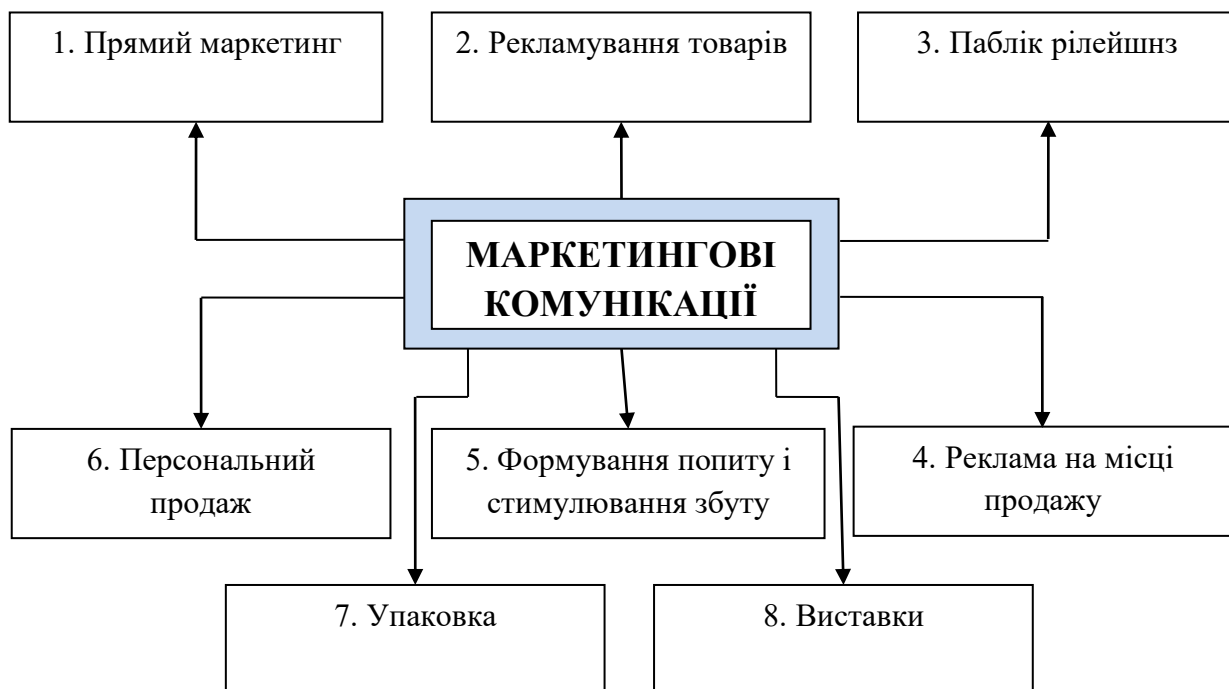 1. Прямий маркетинг
2. Рекламування товарів
3. Паблік рілейшнз
МАРКЕТИНГОВІ
КОМУНІКАЦІЇ
6. Персональний
продаж
5. Формування попиту і
стимулювання збуту
4. Реклама на місці
продажу
7. Упаковка
8. Виставки